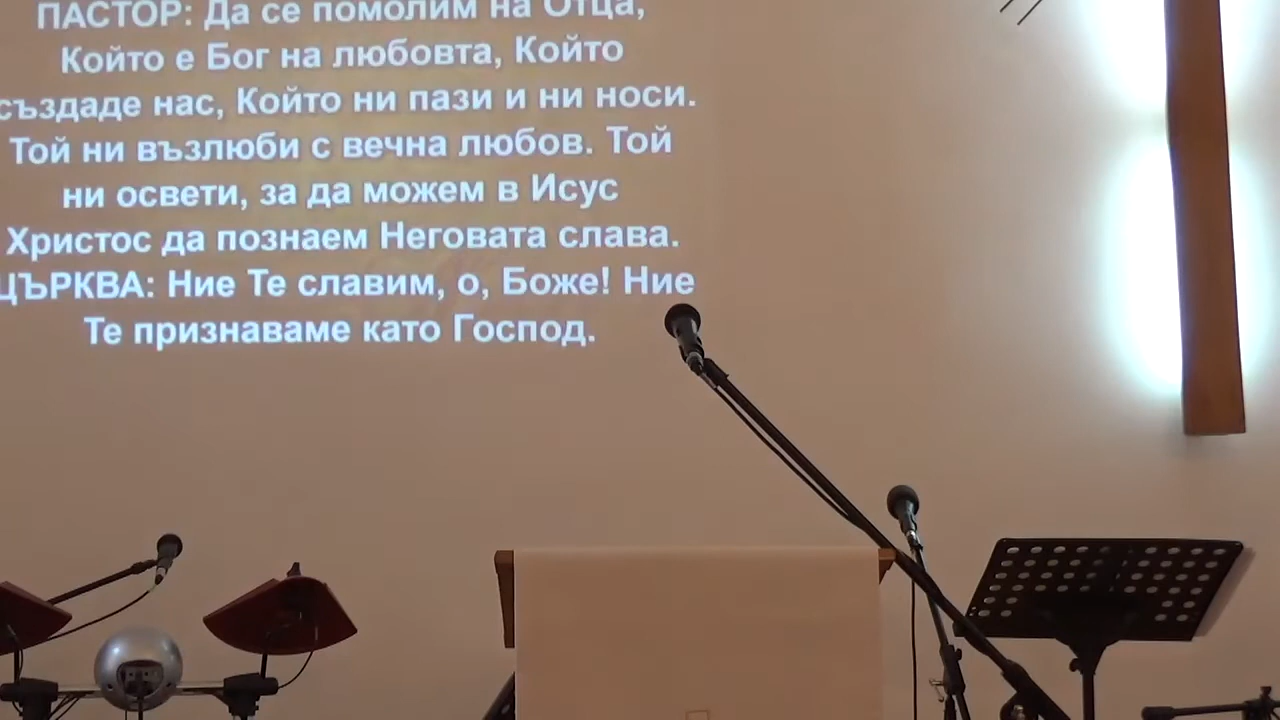 ПАСТОР: Да се помолим на Отца,
Който е Бог на любовта, Който
създаде нас, Който ни пази и ни носи.
Той ни възлюби с вечна любов. Той
ни освети, за да можем в Исус
Христос да познаем Неговата слава.
ЦЪРКВА: Ние Те славим, о, Боже! Ние
Те признаваме като Господ.